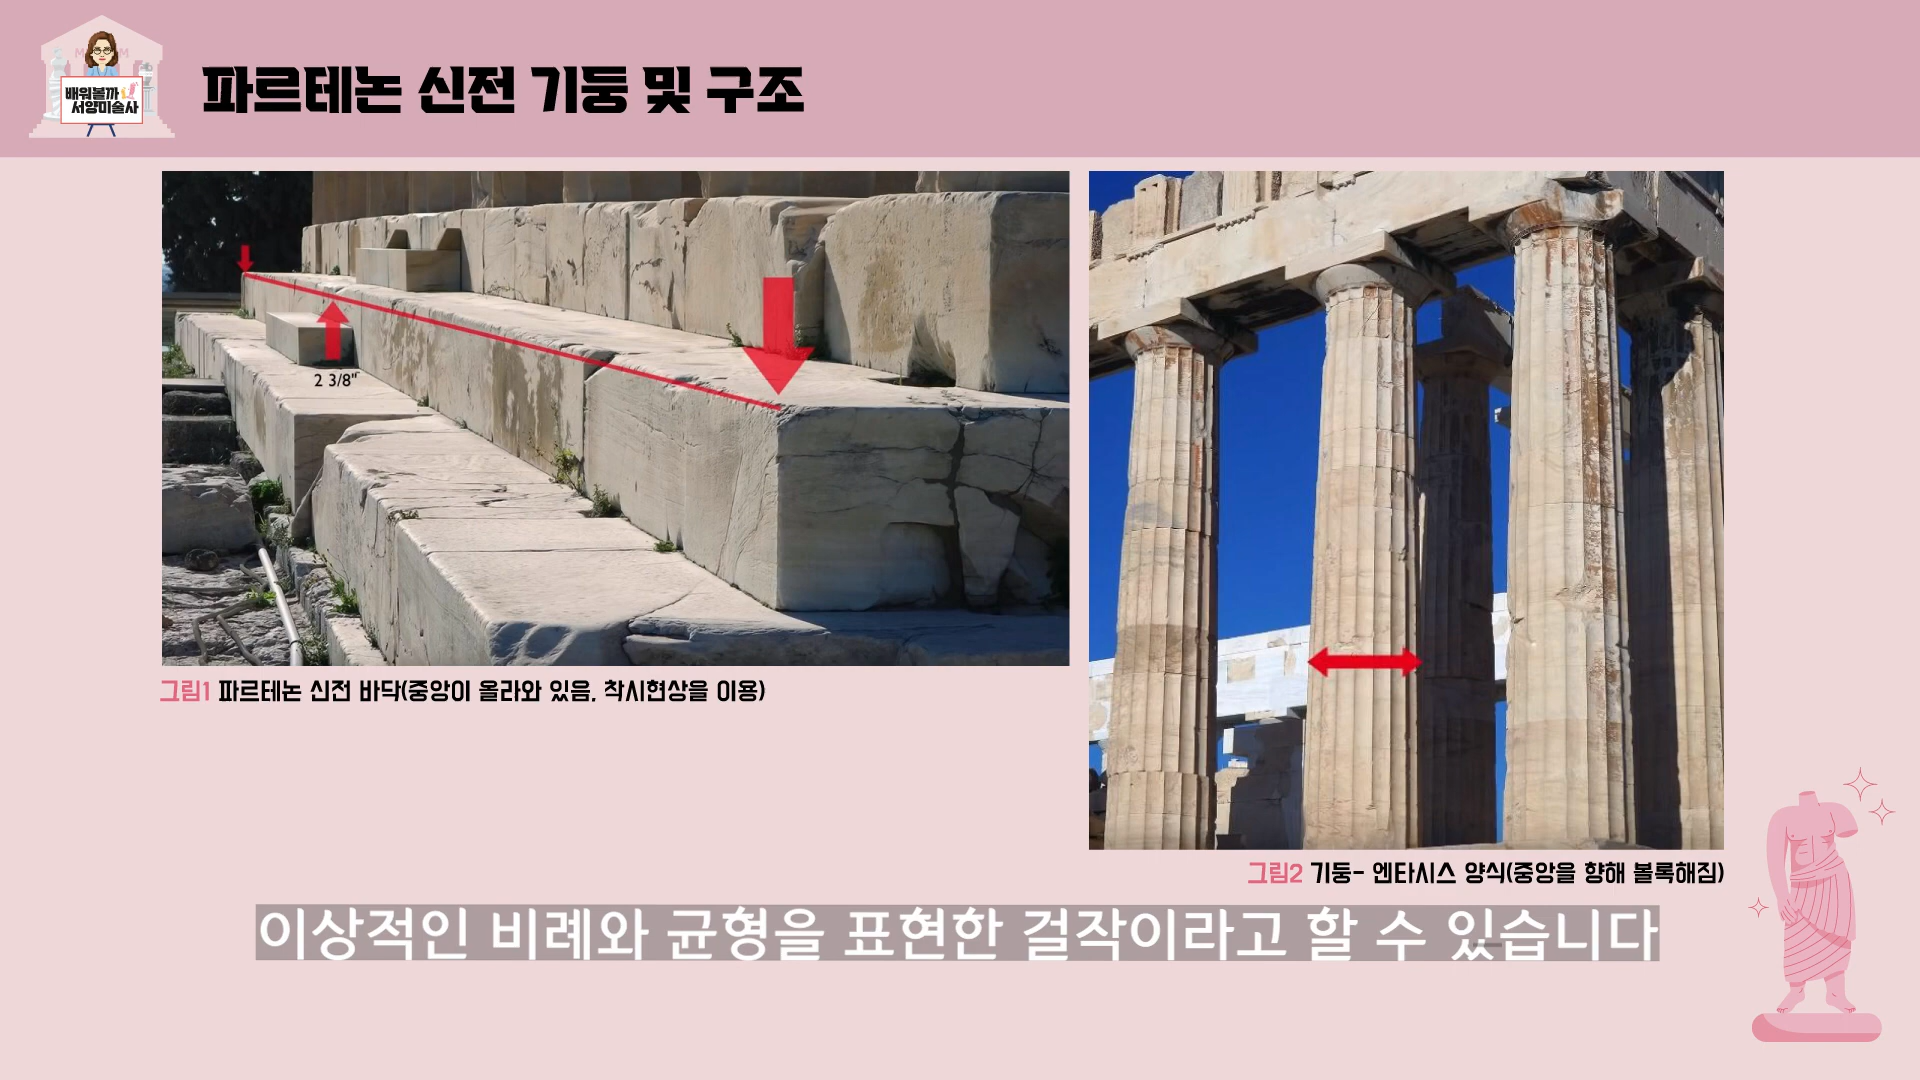 배워볼까
서양미술사
파르테논 신전 기둥 및 구조
2 3/8"
그림1 파르테논 신전 바닥(중앙이 올라와 있음, 착시현상을 이용)
그림2 기둥- 엔타시스 양식(중앙을 향해 볼록해짐)
이상적인 비례와 균형을 표현한 걸작이라고 할 수 있습니다